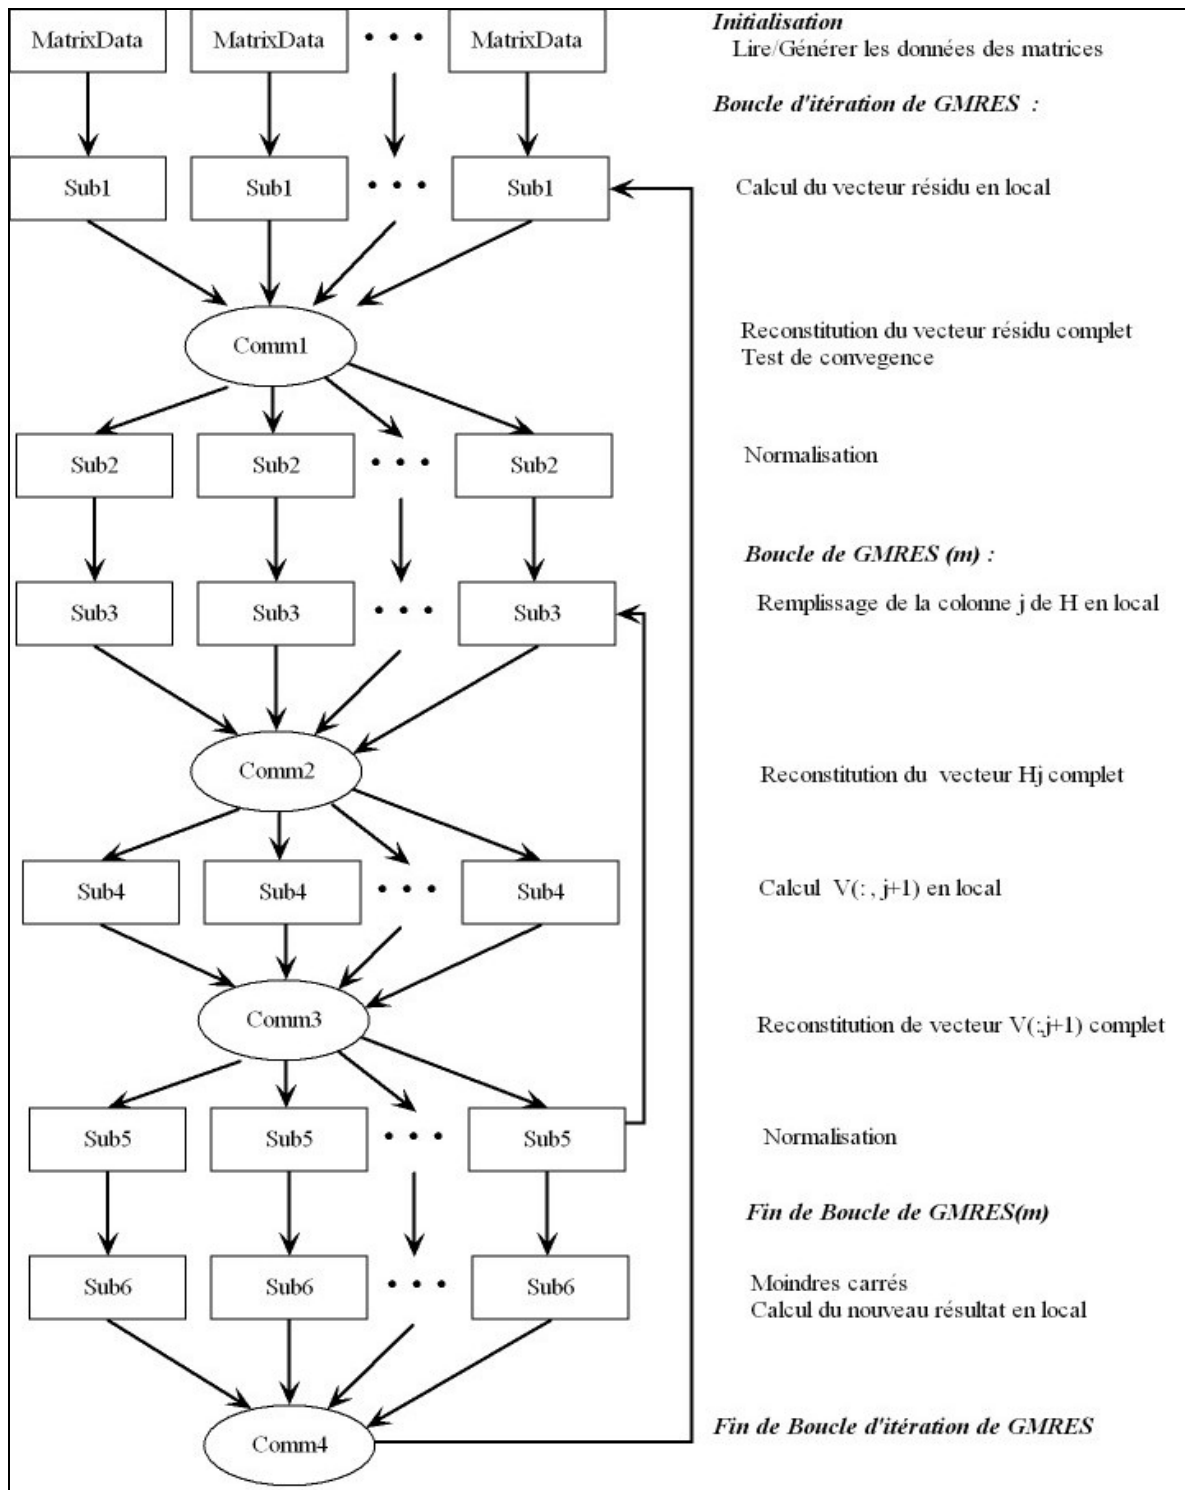 MatrixData MatrixData • • • MatrixData
Initialisation
Lire/Générer les données des matrices
Boucle d'itération de GMRES :
Sub1 Sub1 • • • Sub1
Calcul du vecteur résidu en local
Comm1
Reconstitution du vecteur résidu complet
Test de convegence
Sub2 Sub2 • • • Sub2
Normalisation
Boucle de GMRES (m) :
Sub3 Sub3 • • • Sub3
Remplissage de la colonne j de H en local
Comm2
Reconstitution du vecteur Hj complet
Sub4 Sub4 • • • Sub4
Calcul V(: , j+1) en local
Comm3
Reconstitution de vecteur V(:,j+1) complet
Sub5 Sub5 • • • Sub5
Normalisation
Fin de Boucle de GMRES(m)
Sub6 Sub6 • • • Sub6
Moindres carrés
Calcul du nouveau résultat en local
Comm4
Fin de Boucle d'itération de GMRES